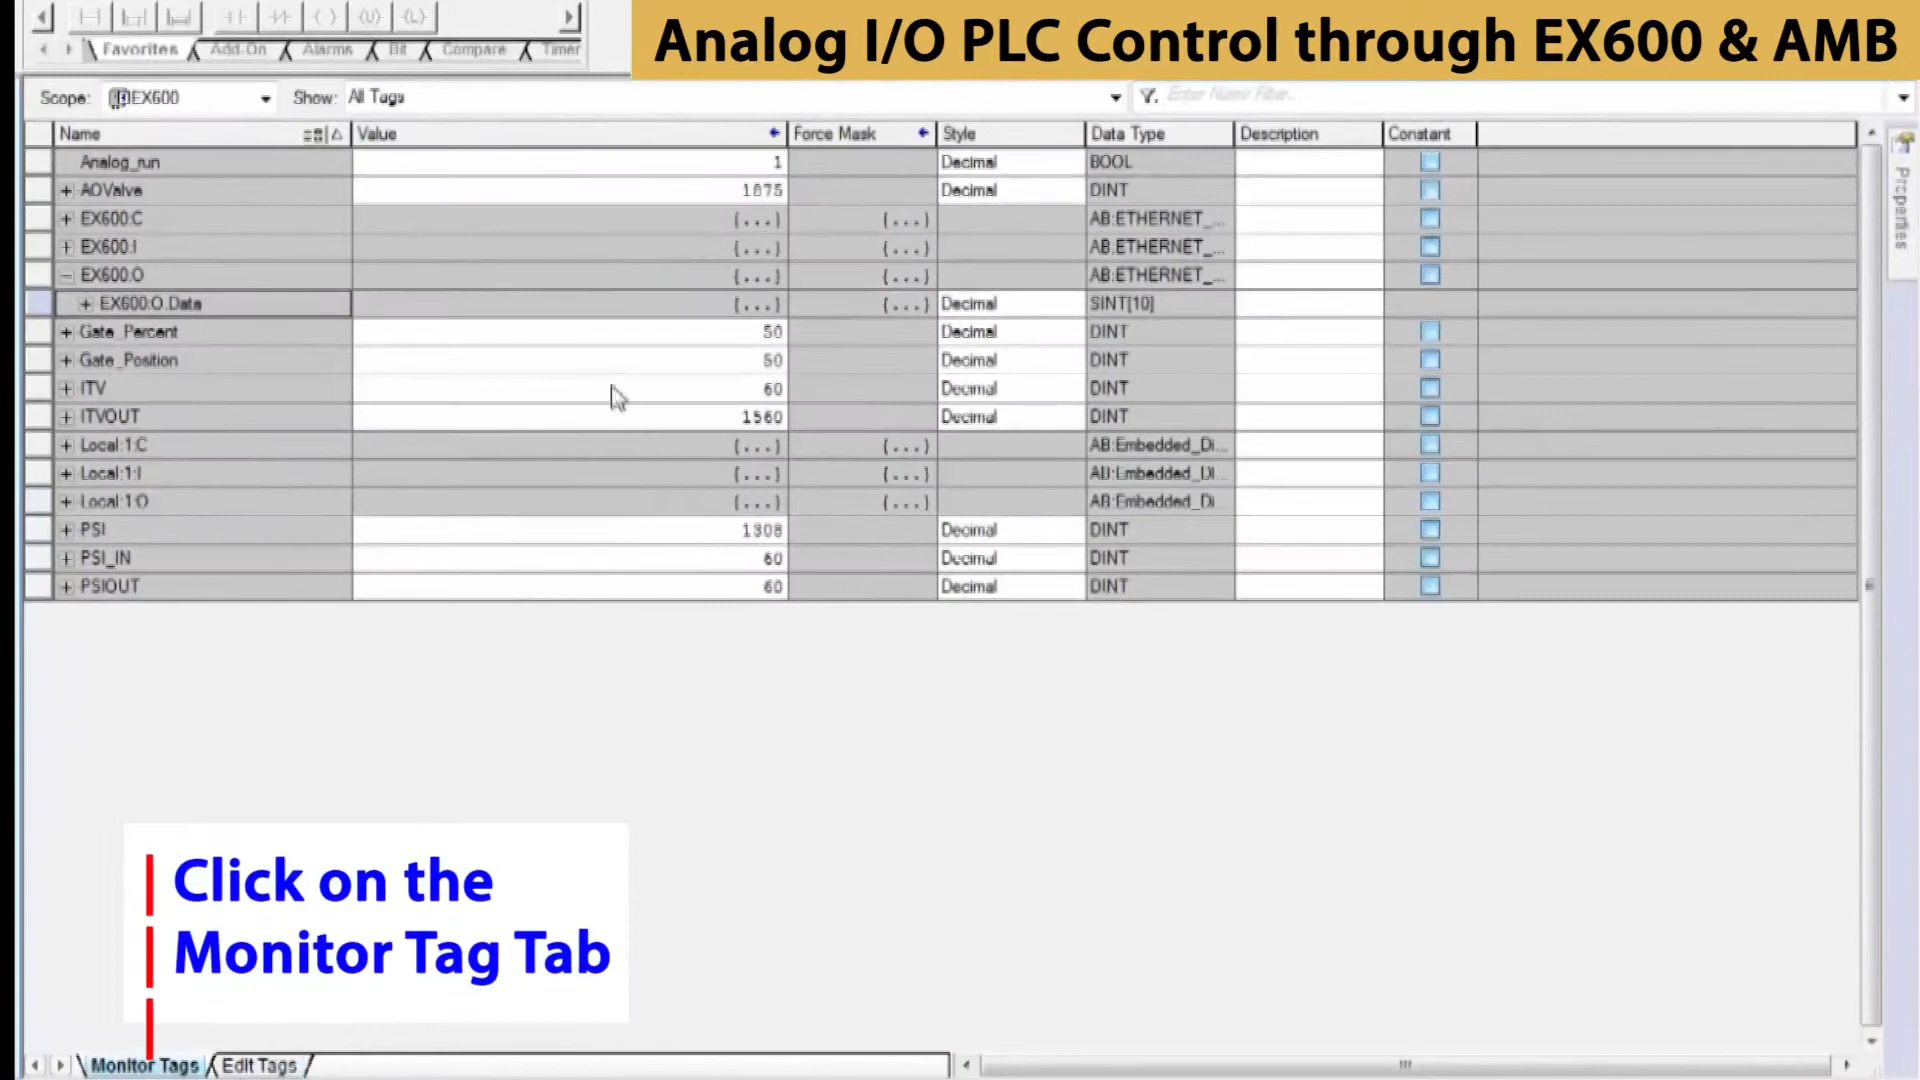 Analog I/O PLC Control through EX600 & AMB
Favorites Add-On Alarms Bit Compare Timer
Scope: EX600 Show: All Tags Enter Name Filter...
Name Value Force Mask Style Data Type Description Constant
Analog_run 1 Decimal BOOL
+ AOValve 1875 Decimal DINT
+ EX600:C {...} {...} AB:ETHERNET_...
+ EX600:I {...} {...} AB:ETHERNET_...
- EX600:O {...} {...} AB:ETHERNET_...
+ EX600:O.Data {...} {...} Decimal SINT[10]
+ Gate_Percent 50 Decimal DINT
+ Gate_Position 50 Decimal DINT
+ ITV 60 Decimal DINT
+ ITVOUT 1560 Decimal DINT
+ Local:1:C {...} {...} AB:Embedded_Di...
+ Local:1:I {...} {...} AB:Embedded_Di...
+ Local:1:O {...} {...} AB:Embedded_Di
+ PSI 1308 Decimal DINT
+ PSI_IN 60 Decimal DINT
+ PSIOUT 60 Decimal DINT
Properties
Click on the
Monitor Tag Tab
Monitor Tags Edit Tags